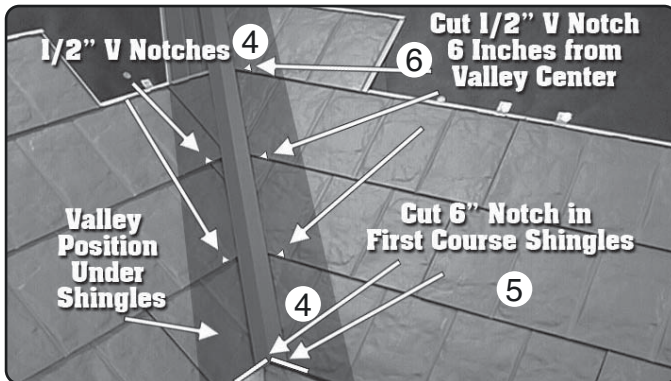 1/2” V Notches
4
6
Cut 1/2” V Notch
6 Inches from
Valley Center
Valley
Position
Under
Shingles
Cut 6” Notch in
First Course Shingles
4
5